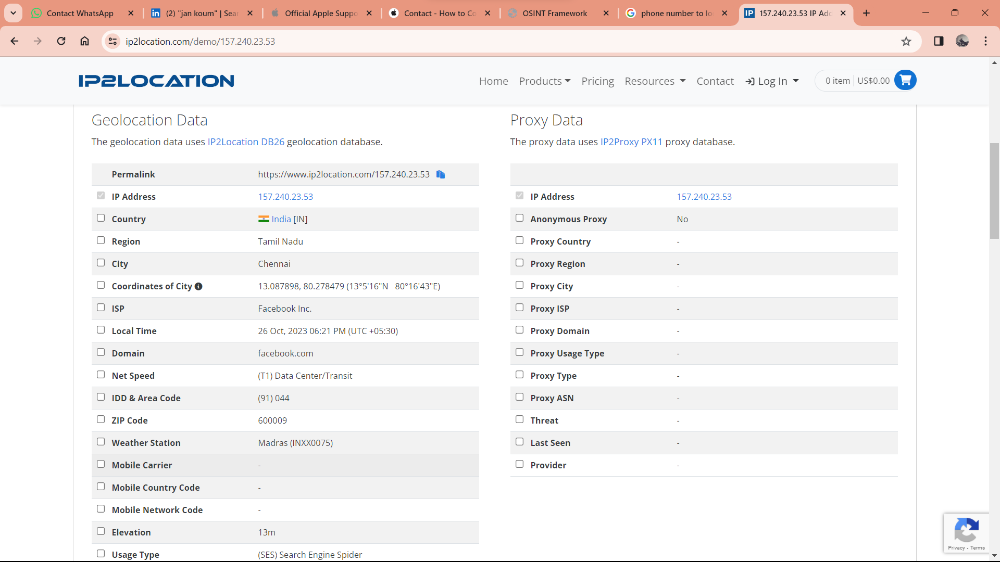 Contact WhatsApp
(2) "jan koum" | Sear
Official Apple Suppo
Contact - How to Co
OSINT Framework
phone number to lo
IP 157.240.23.53 IP Add
ip2location.com/demo/157.240.23.53
IP2LOCATION
Home Products Pricing Resources Contact Log In 0 item US$0.00
Geolocation Data
The geolocation data uses IP2Location DB26 geolocation database.
Permalink https://www.ip2location.com/157.240.23.53
IP Address 157.240.23.53
Country India [IN]
Region Tamil Nadu
City Chennai
Coordinates of City 13.087898, 80.278479 (13°5'16"N 80°16'43"E)
ISP Facebook Inc.
Local Time 26 Oct, 2023 06:21 PM (UTC +05:30)
Domain facebook.com
Net Speed (T1) Data Center/Transit
IDD & Area Code (91) 044
ZIP Code 600009
Weather Station Madras (INXX0075)
Mobile Carrier -
Mobile Country Code -
Mobile Network Code -
Elevation 13m
Usage Type (SES) Search Engine Spider
Proxy Data
The proxy data uses IP2Proxy PX11 proxy database.
IP Address 157.240.23.53
Anonymous Proxy No
Proxy Country -
Proxy Region -
Proxy City -
Proxy ISP -
Proxy Domain -
Proxy Usage Type -
Proxy Type -
Proxy ASN -
Threat -
Last Seen -
Provider -
Privacy - Terms